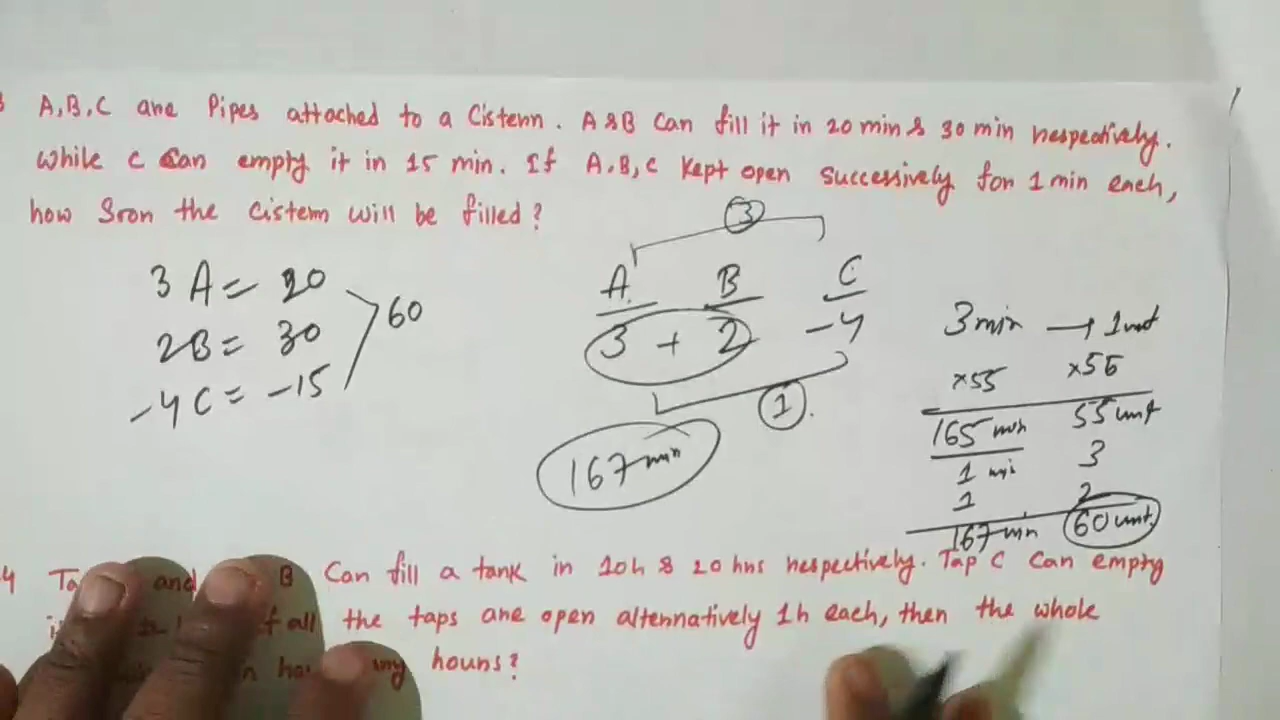 A,B,C are Pipes attached to a Cistern. A & B Can fill it in 20 min & 30 min respectively.
While C Can empty it in 15 min. If A,B,C Kept open successively for 1 min each,
how Soon the Cistern will be filled?
3 A = 20
2B = 30
-4 C = -15
60
3
A B C
3 + 2 -4
1
167 min
3 min → 1 unit
×55 ×55
165 min 55 unit
1 min 3
1 2
167 min 60 unit
4 and B Can fill a tank in 10h & 20 hrs respectively. Tap C Can empty
all the taps are open alternatively 1h each, then the whole
hours?